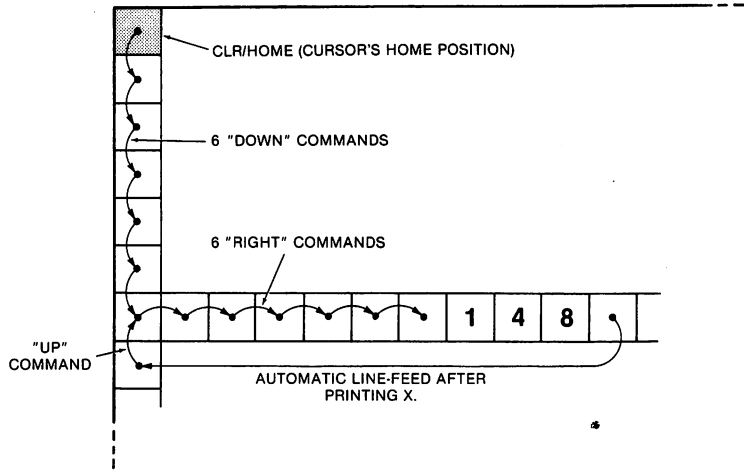 CLR/HOME (CURSOR'S HOME POSITION)
6 "DOWN" COMMANDS
6 "RIGHT" COMMANDS
1 4 8
"UP"
COMMAND
AUTOMATIC LINE-FEED AFTER
PRINTING X.